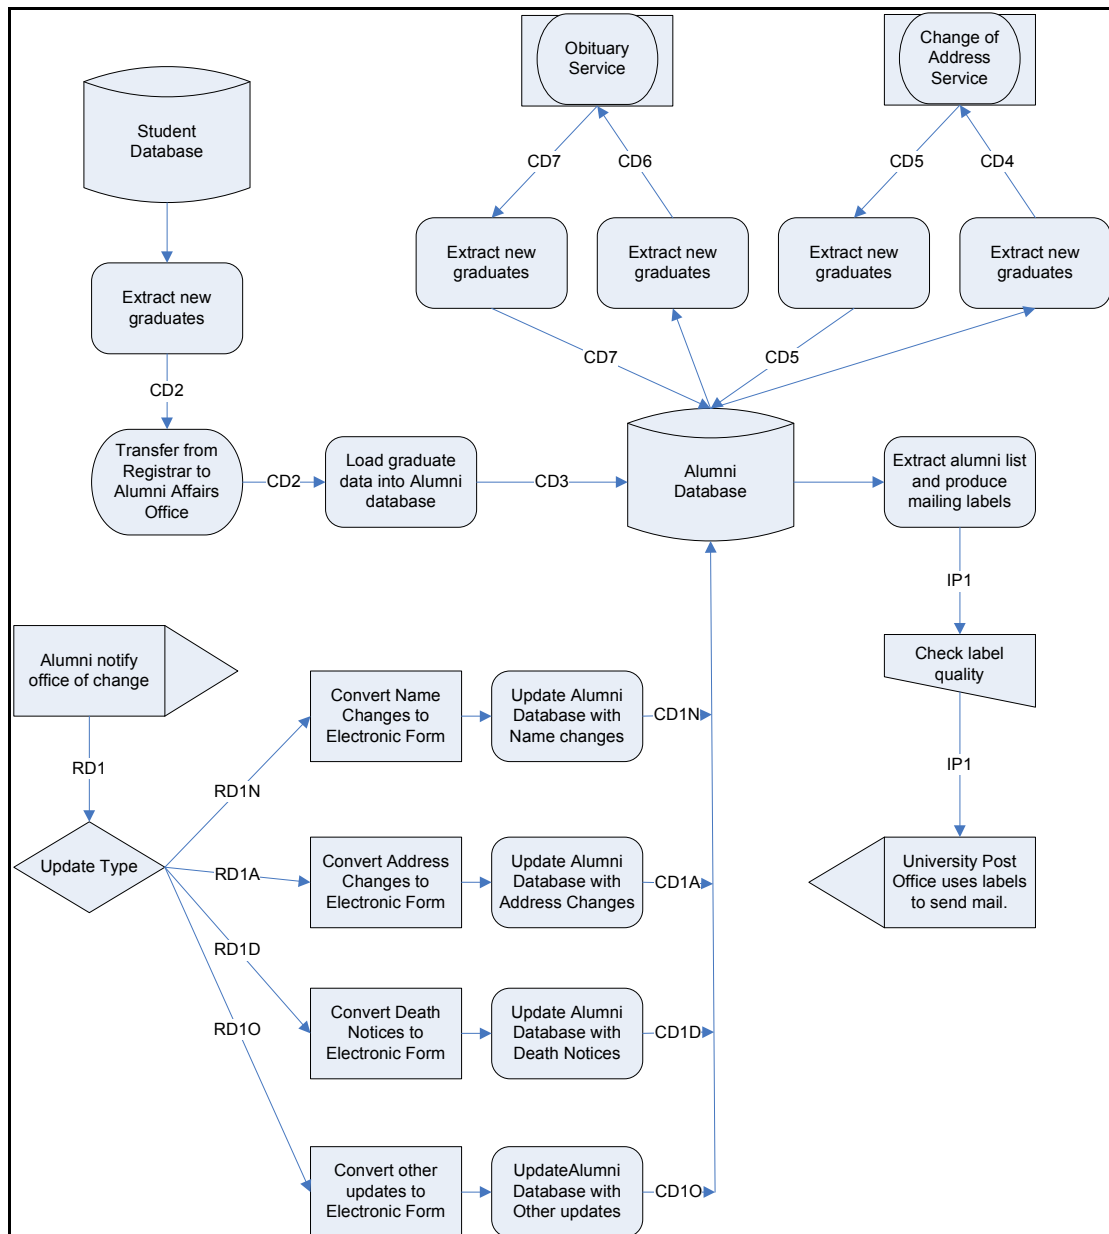 Obituary
Service
Change of
Address
Service
Student
Database
CD7
CD6
CD5
CD4
Extract new
graduates
Extract new
graduates
Extract new
graduates
Extract new
graduates
Extract new
graduates
CD7
CD5
CD2
Transfer from
Registrar to
Alumni Affairs
Office
CD2
Load graduate
data into Alumni
database
CD3
Alumni
Database
Extract alumni list
and produce
mailing labels
IP1
Check label
quality
IP1
University Post
Office uses labels
to send mail.
Alumni notify
office of change
RD1
Update Type
RD1N
Convert Name
Changes to
Electronic Form
Update Alumni
Database with
Name changes
CD1N
RD1A
Convert Address
Changes to
Electronic Form
Update Alumni
Database with
Address Changes
CD1A
RD1D
Convert Death
Notices to
Electronic Form
Update Alumni
Database with
Death Notices
CD1D
RD1O
Convert other
updates to
Electronic Form
UpdateAlumni
Database with
Other updates
CD1O